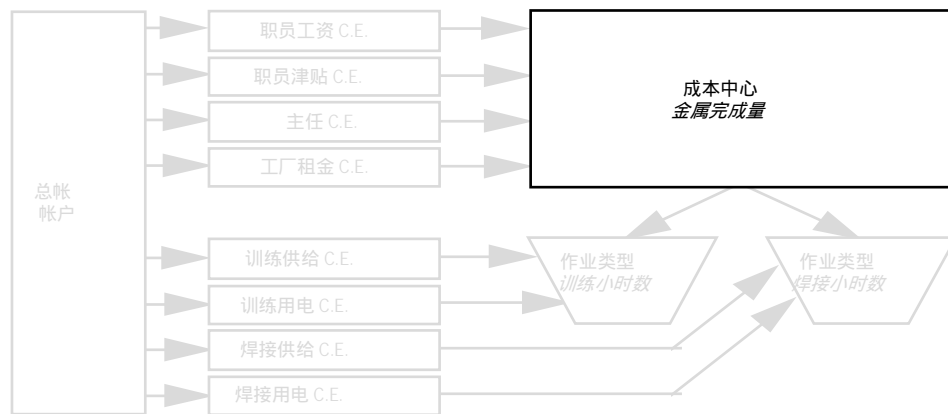 总帐
帐户
职员工资 C.E.
职员津贴 C.E.
主任 C.E.
工厂租金 C.E.
训练供给 C.E.
训练用电 C.E.
焊接供给 C.E.
焊接用电 C.E.
成本中心
金属完成量
作业类型
训练小时数
作业类型
焊接小时数